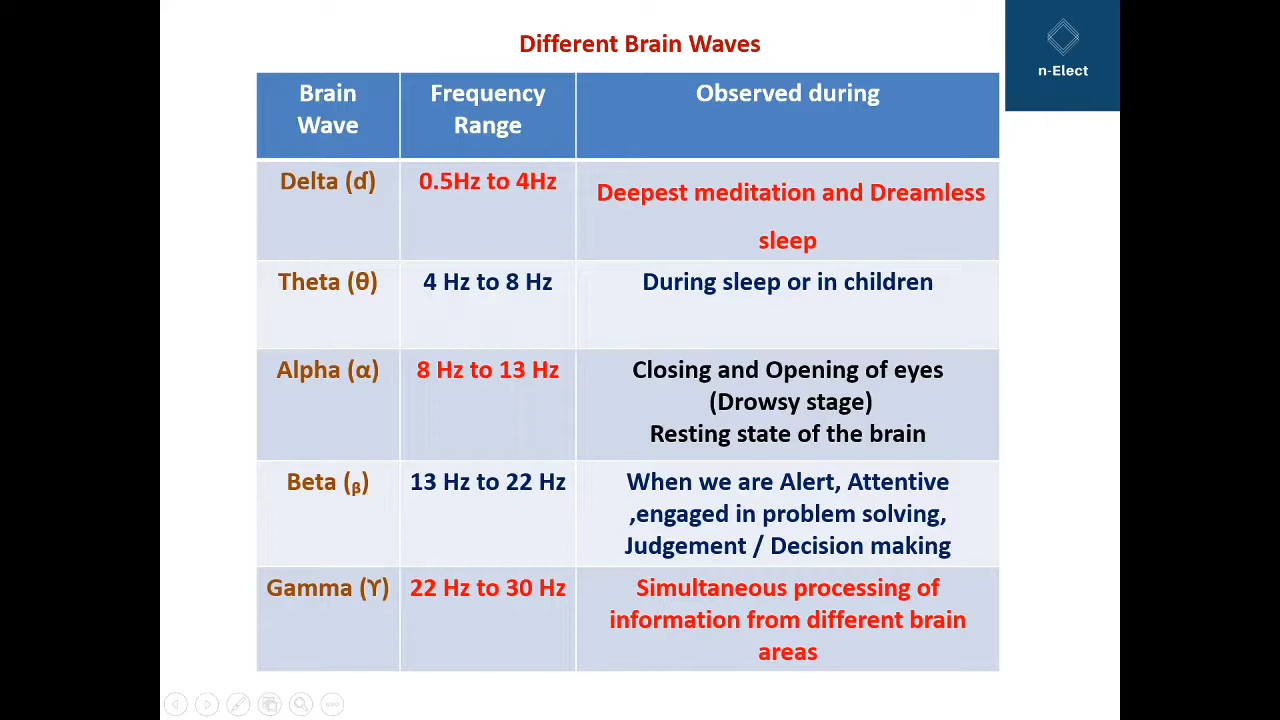 Different Brain Waves
n-Elect
Brain
Wave
Frequency
Range
Observed during
Delta (ɗ)
0.5Hz to 4Hz
Deepest meditation and Dreamless
sleep
Theta (θ)
4 Hz to 8 Hz
During sleep or in children
Alpha (α)
8 Hz to 13 Hz
Closing and Opening of eyes
(Drowsy stage)
Resting state of the brain
Beta (ᵦ)
13 Hz to 22 Hz
When we are Alert, Attentive
,engaged in problem solving,
Judgement / Decision making
Gamma (ϒ)
22 Hz to 30 Hz
Simultaneous processing of
information from different brain
areas